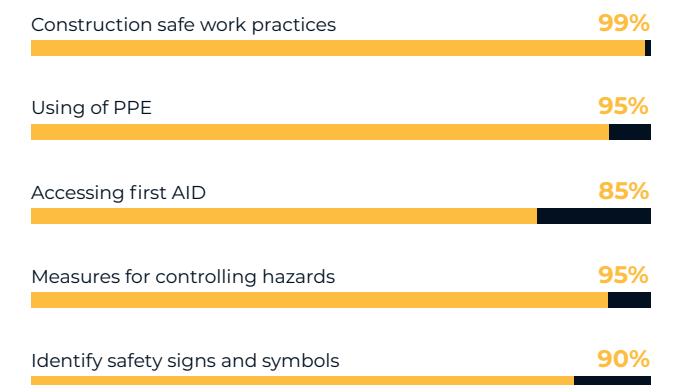 Construction safe work practices 99%
Using of PPE 95%
Accessing first AID 85%
Measures for controlling hazards 95%
Identify safety signs and symbols 90%